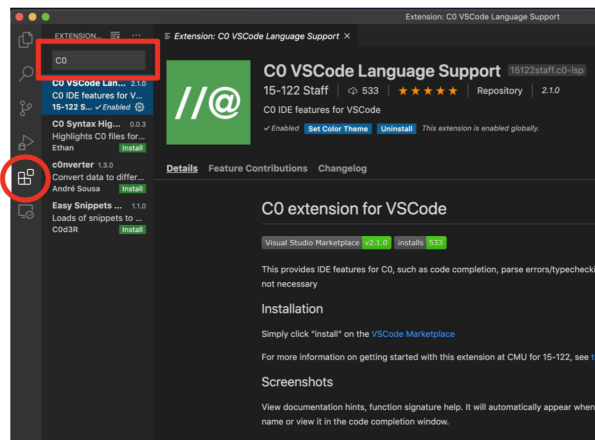 Extension: C0 VSCode Language Support
EXTENSION...
C0
C0 VSCode Lan... 2.1.0
C0 IDE features for V...
15-122 S... ✓ Enabled
C0 Syntax Hig... 0.0.3
Highlights C0 files for...
Ethan Install
c0nverter 1.3.0
Convert data to differ...
André Sousa Install
Easy Snippets ... 1.1.0
Loads of snippets to ...
C0d3R Install
Extension: C0 VSCode Language Support ×
//@
C0 VSCode Language Support 15122staff.c0-lsp
15-122 Staff 533 ★★★★★ Repository 2.1.0
C0 IDE features for VSCode
✓ Enabled Set Color Theme Uninstall This extension is enabled globally.
Details Feature Contributions Changelog
C0 extension for VSCode
Visual Studio Marketplace v2.1.0 installs 533
This provides IDE features for C0, such as code completion, parse errors/typechecki
not necessary
Installation
Simply click "install" on the VSCode Marketplace
For more information on getting started with this extension at CMU for 15-122, see t
Screenshots
View documentation hints, function signature help. It will automatically appear when
name or view it in the code completion window.